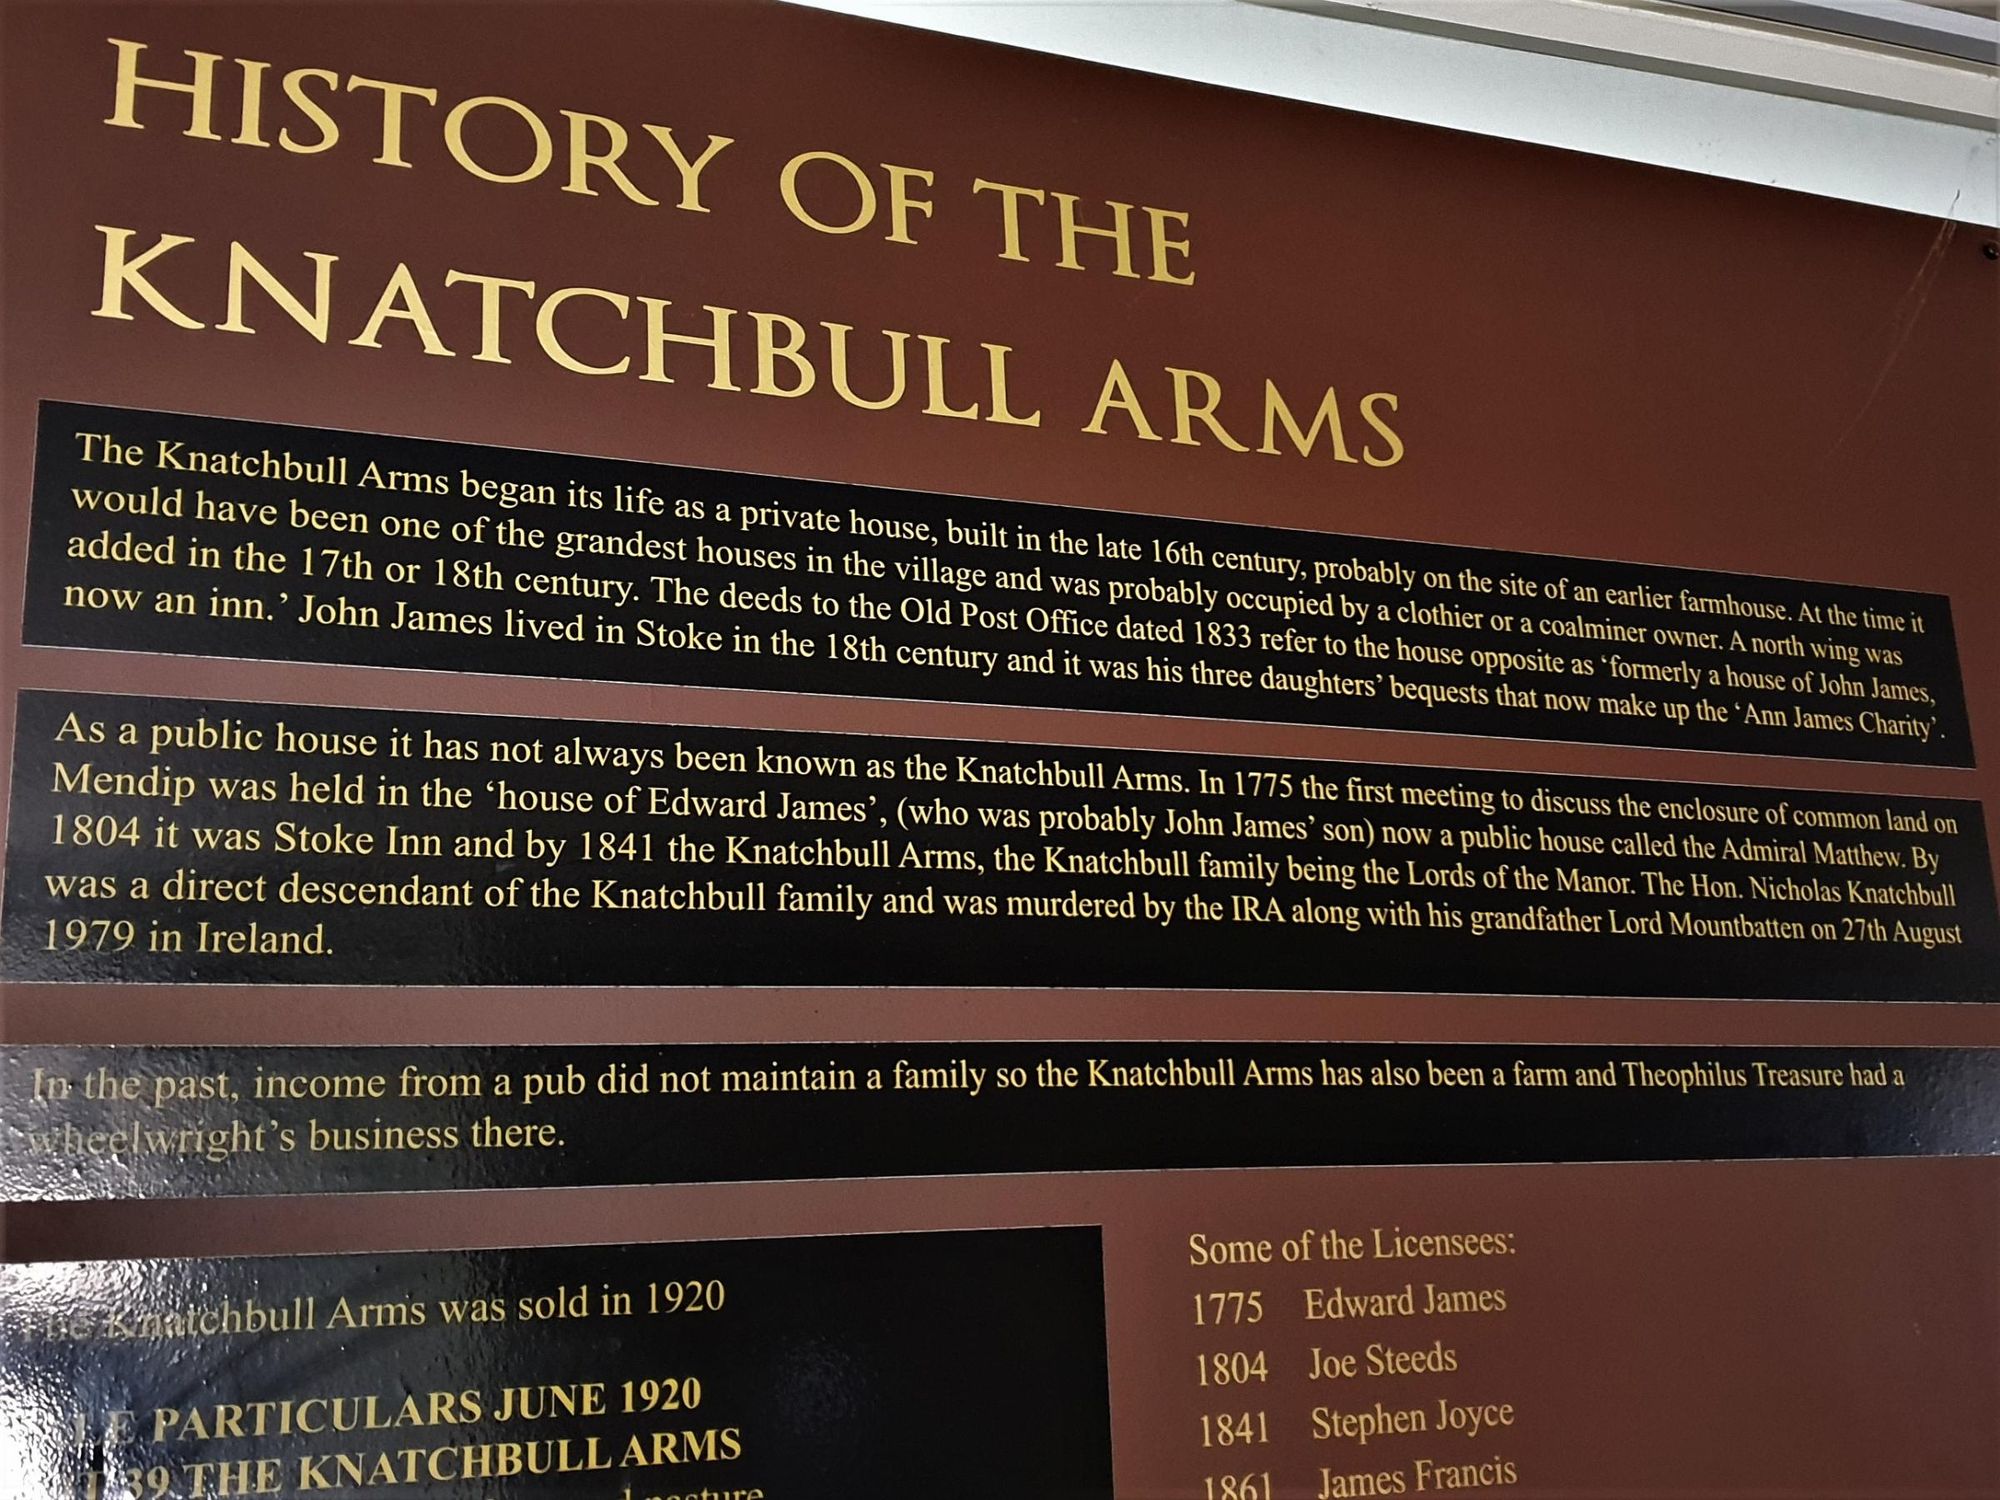 HISTORY OF THE
KNATCHBULL ARMS
The Knatchbull Arms began its life as a private house, built in the late 16th century, probably on the site of an earlier farmhouse. At the time it
would have been one of the grandest houses in the village and was probably occupied by a clothier or a coalminer owner. A north wing was
added in the 17th or 18th century. The deeds to the Old Post Office dated 1833 refer to the house opposite as ‘formerly a house of John James,
now an inn.’ John James lived in Stoke in the 18th century and it was his three daughters’ bequests that now make up the ‘Ann James Charity’.
As a public house it has not always been known as the Knatchbull Arms. In 1775 the first meeting to discuss the enclosure of common land on
Mendip was held in the ‘house of Edward James’, (who was probably John James’ son) now a public house called the Admiral Matthew. By
1804 it was Stoke Inn and by 1841 the Knatchbull Arms, the Knatchbull family being the Lords of the Manor. The Hon. Nicholas Knatchbull
was a direct descendant of the Knatchbull family and was murdered by the IRA along with his grandfather Lord Mountbatten on 27th August
1979 in Ireland.
In the past, income from a pub did not maintain a family so the Knatchbull Arms has also been a farm and Theophilus Treasure had a
wheelwright’s business there.
The Knatchbull Arms was sold in 1920
PARTICULARS JUNE 1920
39 THE KNATCHBULL ARMS
pasture
Some of the Licensees:
1775 Edward James
1804 Joe Steeds
1841 Stephen Joyce
1861 James Francis